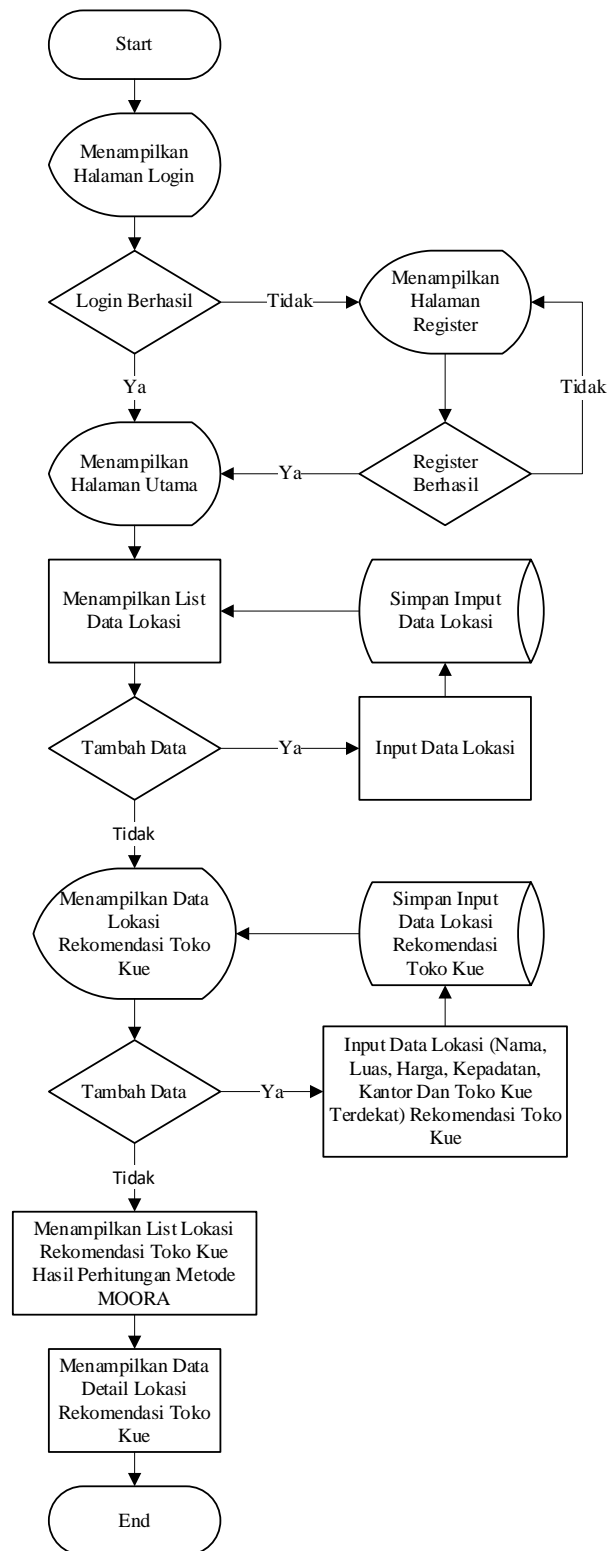 Start
Menampilkan
Halaman Login
Login Berhasil
Tidak
Menampilkan
Halaman
Register
Tidak
Ya
Menampilkan
Halaman Utama
Ya
Register
Berhasil
Menampilkan List
Data Lokasi
Simpan Imput
Data Lokasi
Tambah Data
Ya
Input Data Lokasi
Tidak
Menampilkan Data
Lokasi
Rekomendasi Toko
Kue
Simpan Input
Data Lokasi
Rekomendasi
Toko Kue
Tambah Data
Ya
Input Data Lokasi (Nama,
Luas, Harga, Kepadatan,
Kantor Dan Toko Kue
Terdekat) Rekomendasi Toko
Kue
Tidak
Menampilkan List Lokasi
Rekomendasi Toko Kue
Hasil Perhitungan Metode
MOORA
Menampilkan Data
Detail Lokasi
Rekomendasi Toko
Kue
End